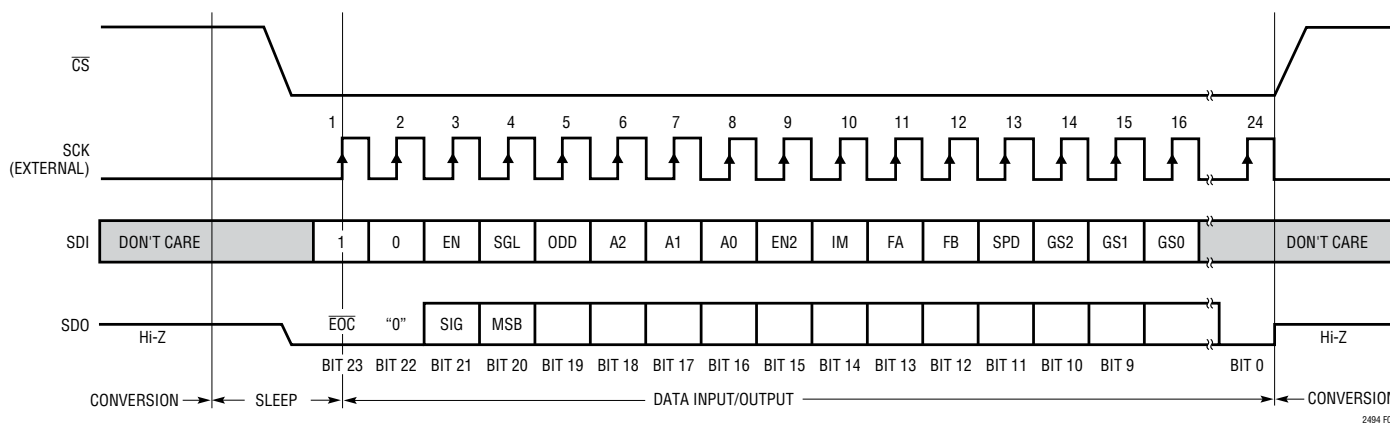 CS
1 2 3 4 5 6 7 8 9 10 11 12 13 14 15 16 24
SCK
(EXTERNAL)
SDI DON'T CARE 1 0 EN SGL ODD A2 A1 A0 EN2 IM FA FB SPD GS2 GS1 GS0 DON'T CARE
SDO Hi-Z EOC “0” SIG MSB Hi-Z
BIT 23 BIT 22 BIT 21 BIT 20 BIT 19 BIT 18 BIT 17 BIT 16 BIT 15 BIT 14 BIT 13 BIT 12 BIT 11 BIT 10 BIT 9 BIT 0
CONVERSION SLEEP DATA INPUT/OUTPUT CONVERSION
2494 F0